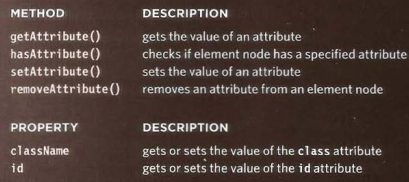 METHOD DESCRIPTION
getAttribute() gets the value of an attribute
hasAttribute() checks if element node has a specified attribute
setAttribute() sets the value of an attribute
removeAttribute() removes an attribute from an element node
PROPERTY DESCRIPTION
className gets or sets the value of the class attribute
id gets or sets the value of the id attribute